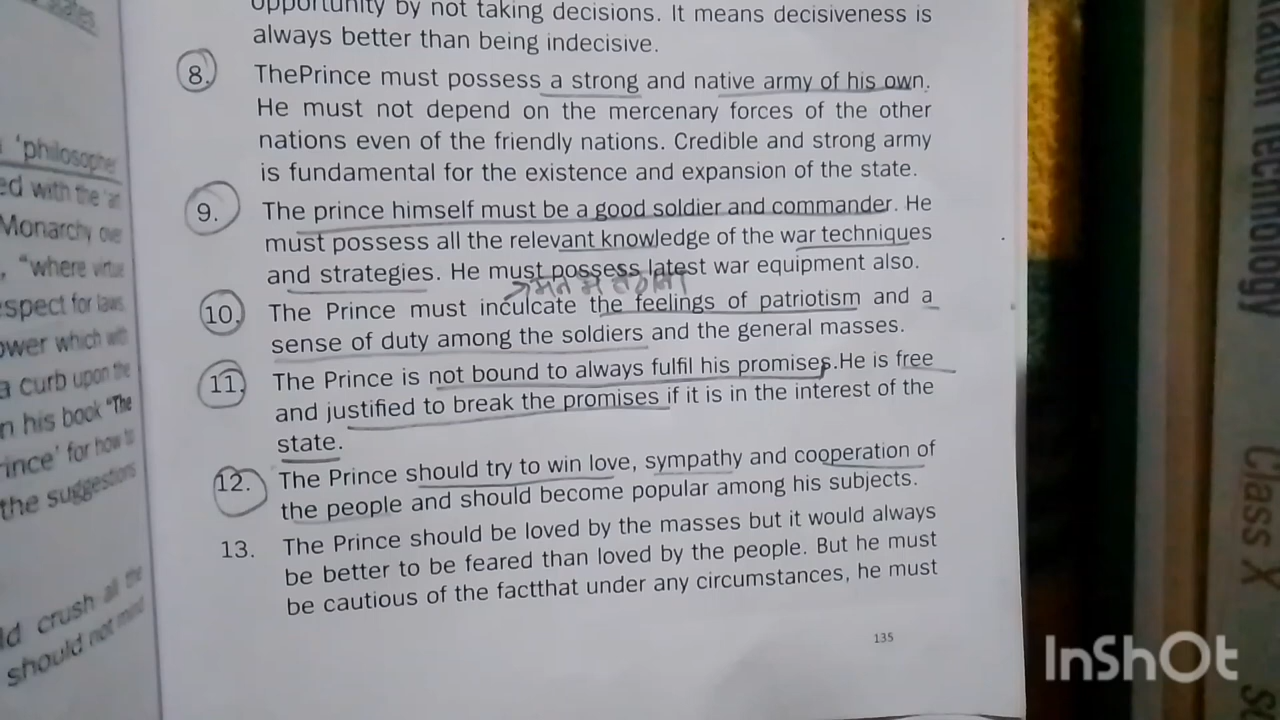 states
'philosopher
ed with the 'an
Monarchy over
"where virtue
espect for laws
ower which with
a curb upon the
n his book "The
rince' for how to
the suggestions
ld crush all the
should not mind
opportunity by not taking decisions. It means decisiveness is
always better than being indecisive.
8. ThePrince must possess a strong and native army of his own.
He must not depend on the mercenary forces of the other
nations even of the friendly nations. Credible and strong army
is fundamental for the existence and expansion of the state.
9. The prince himself must be a good soldier and commander. He
must possess all the relevant knowledge of the war techniques
and strategies. He must possess latest war equipment also.
10. The Prince must inculcate the feelings of patriotism and a
sense of duty among the soldiers and the general masses.
11. The Prince is not bound to always fulfil his promises.He is free
and justified to break the promises if it is in the interest of the
state.
12. The Prince should try to win love, sympathy and cooperation of
the people and should become popular among his subjects.
13. The Prince should be loved by the masses but it would always
be better to be feared than loved by the people. But he must
be cautious of the factthat under any circumstances, he must
135
Technology
Class X
InShOt